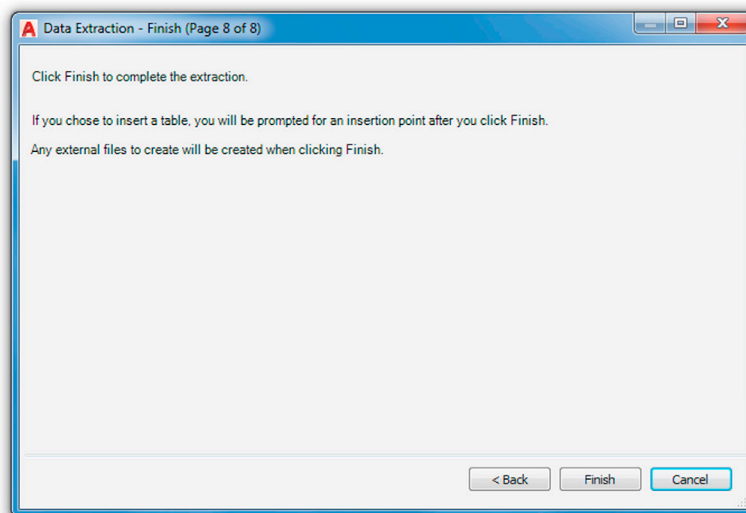 A Data Extraction - Finish (Page 8 of 8)
Click Finish to complete the extraction.
If you chose to insert a table, you will be prompted for an insertion point after you click Finish.
Any external files to create will be created when clicking Finish.
< Back Finish Cancel